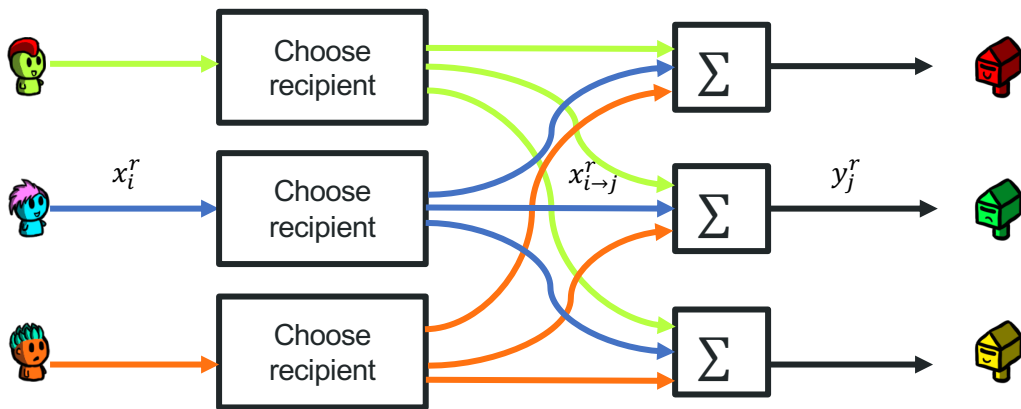 Choose
recipient
∑
x_i^r
Choose
recipient
x_{i→j}^r
∑
y_j^r
Choose
recipient
∑